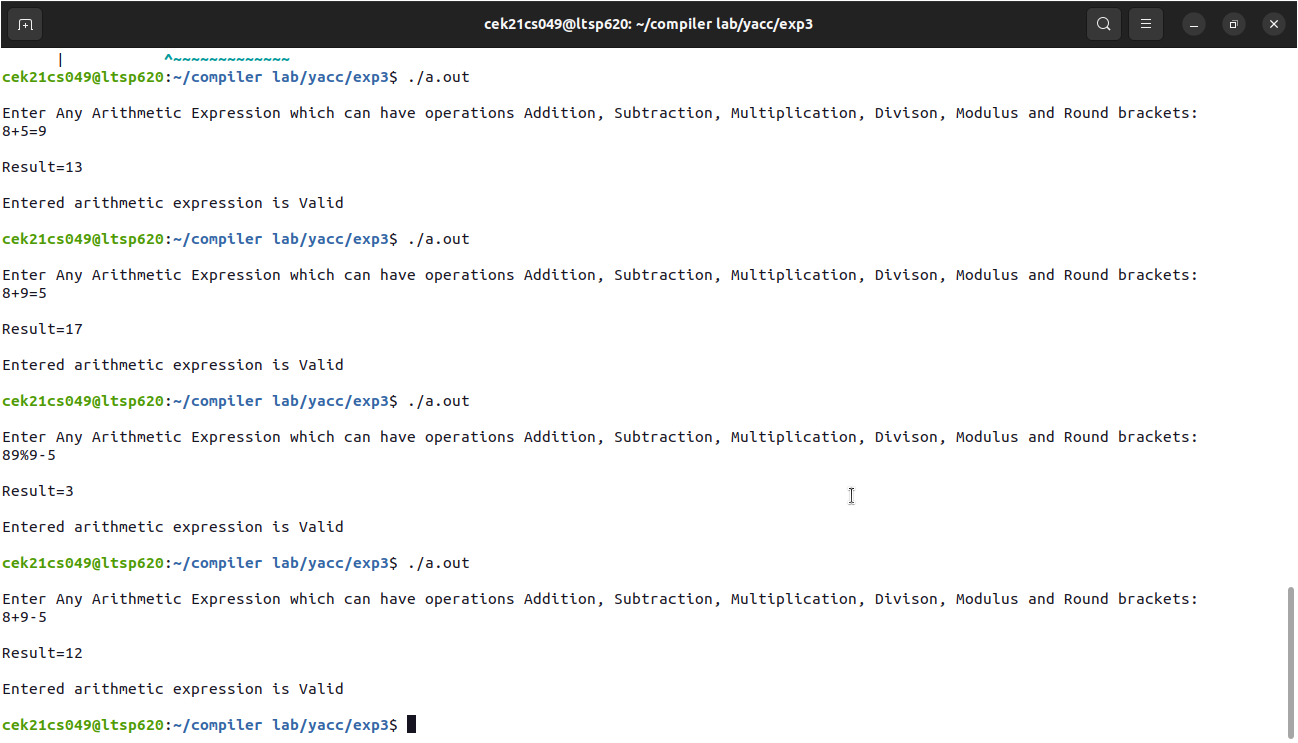 cek21cs049@ltsp620: ~/compiler lab/yacc/exp3
| ^~~~~~~~~~~~~~
cek21cs049@ltsp620:~/compiler lab/yacc/exp3$ ./a.out
Enter Any Arithmetic Expression which can have operations Addition, Subtraction, Multiplication, Divison, Modulus and Round brackets:
8+5=9
Result=13
Entered arithmetic expression is Valid
cek21cs049@ltsp620:~/compiler lab/yacc/exp3$ ./a.out
Enter Any Arithmetic Expression which can have operations Addition, Subtraction, Multiplication, Divison, Modulus and Round brackets:
8+9=5
Result=17
Entered arithmetic expression is Valid
cek21cs049@ltsp620:~/compiler lab/yacc/exp3$ ./a.out
Enter Any Arithmetic Expression which can have operations Addition, Subtraction, Multiplication, Divison, Modulus and Round brackets:
89%9-5
Result=3
Entered arithmetic expression is Valid
cek21cs049@ltsp620:~/compiler lab/yacc/exp3$ ./a.out
Enter Any Arithmetic Expression which can have operations Addition, Subtraction, Multiplication, Divison, Modulus and Round brackets:
8+9-5
Result=12
Entered arithmetic expression is Valid
cek21cs049@ltsp620:~/compiler lab/yacc/exp3$